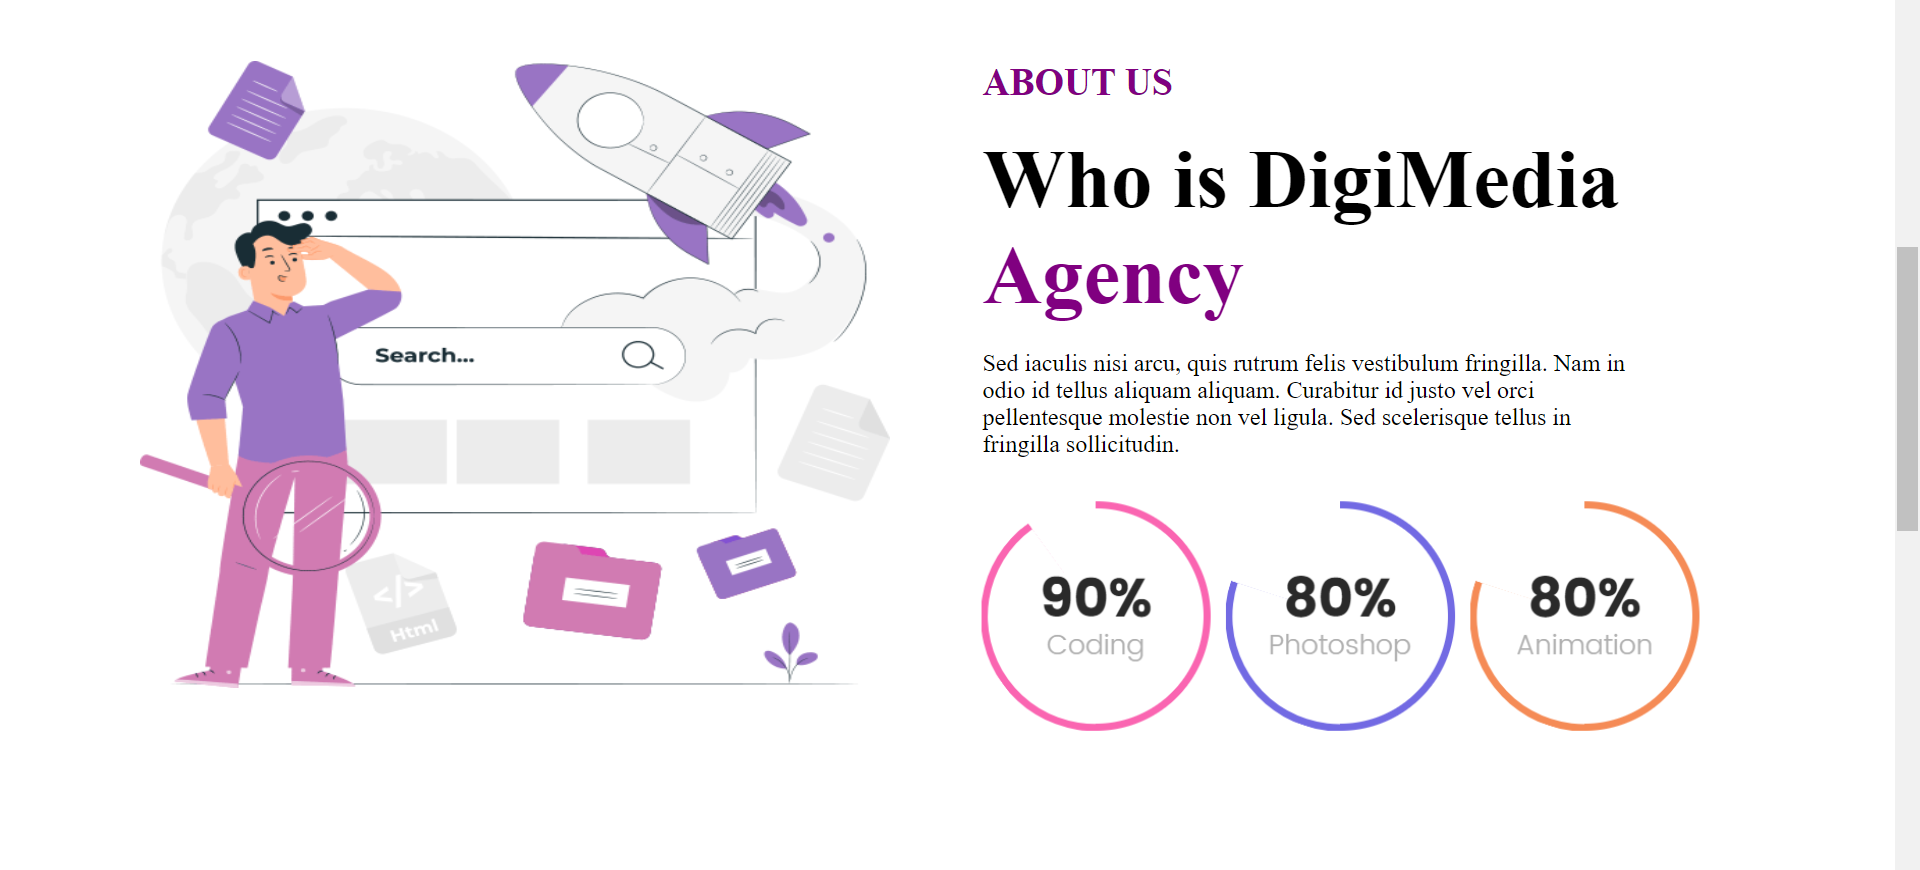 ABOUT US
Who is DigiMedia
Agency
Sed iaculis nisi arcu, quis rutrum felis vestibulum fringilla. Nam in
odio id tellus aliquam aliquam. Curabitur id justo vel orci
pellentesque molestie non vel ligula. Sed scelerisque tellus in
fringilla sollicitudin.
90%
Coding
80%
Photoshop
80%
Animation
Search...
</>
Html